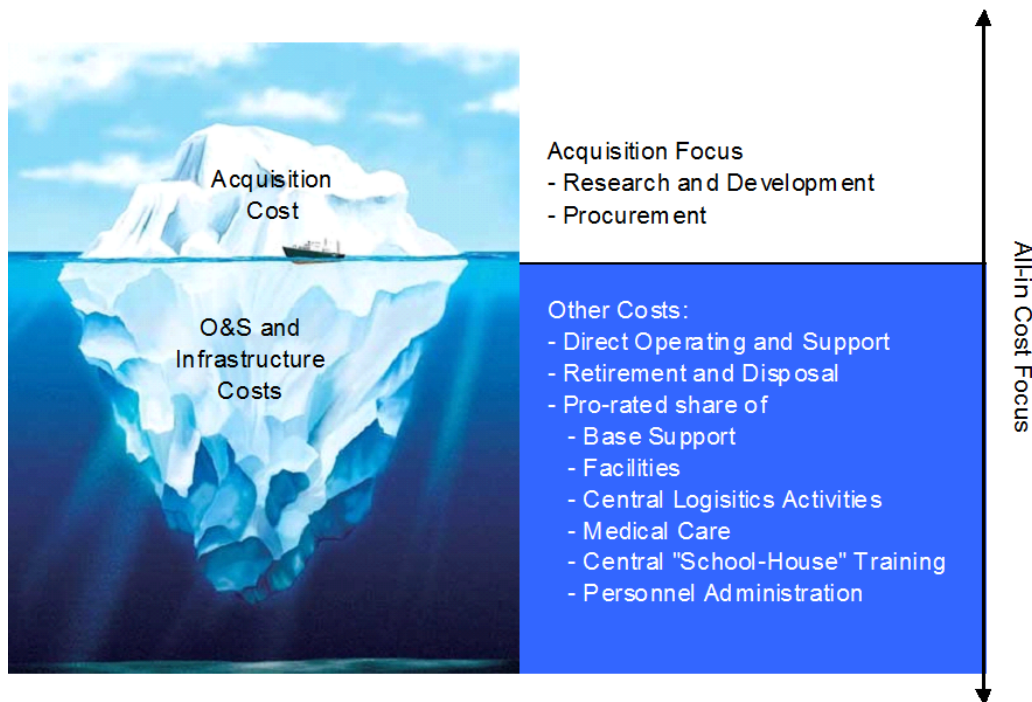 Acquisition
Cost
O&S and
Infrastructure
Costs
Acquisition Focus
- Research and Development
- Procurement
Other Costs:
- Direct Operating and Support
- Retirement and Disposal
- Pro-rated share of
- Base Support
- Facilities
- Central Logisitics Activities
- Medical Care
- Central "School-House" Training
- Personnel Administration
All-in Cost Focus